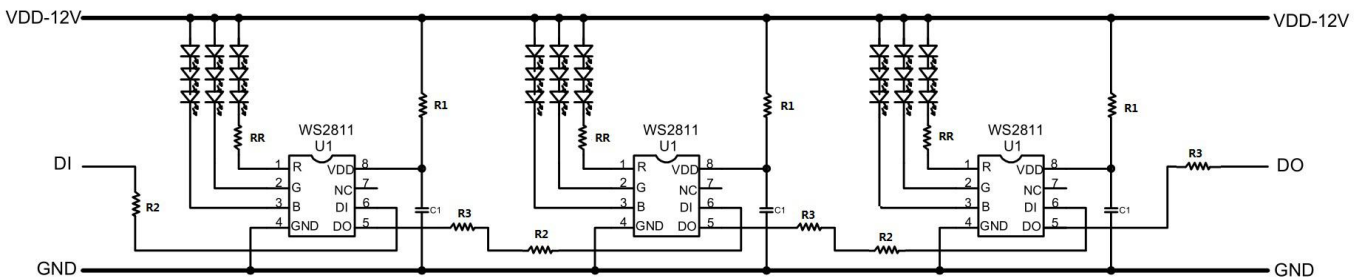 VDD-12V
VDD-12V
R1
R1
R1
RR
RR
RR
WS2811
U1
WS2811
U1
WS2811
U1
DI
DO
R3
1 R VDD 8
2 G NC 7
3 B DI 6
4 GND DO 5
1 R VDD 8
2 G NC 7
3 B DI 6
4 GND DO 5
1 R VDD 8
2 G NC 7
3 B DI 6
4 GND DO 5
R2
C1
R3
R2
C1
R3
R2
C1
GND
GND